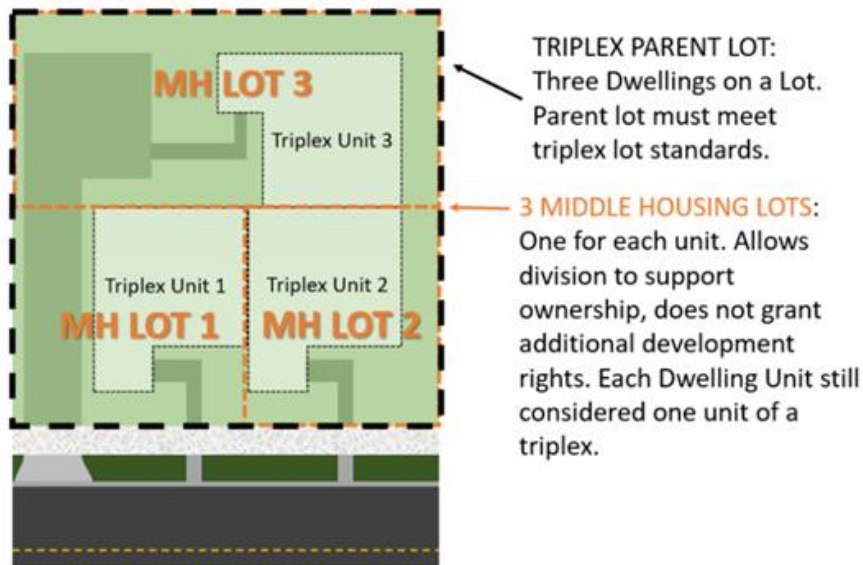 MH LOT 3
Triplex Unit 3
Triplex Unit 1
Triplex Unit 2
MH LOT 1
MH LOT 2
TRIPLEX PARENT LOT:
Three Dwellings on a Lot.
Parent lot must meet
triplex lot standards.
3 MIDDLE HOUSING LOTS:
One for each unit. Allows
division to support
ownership, does not grant
additional development
rights. Each Dwelling Unit still
considered one unit of a
triplex.